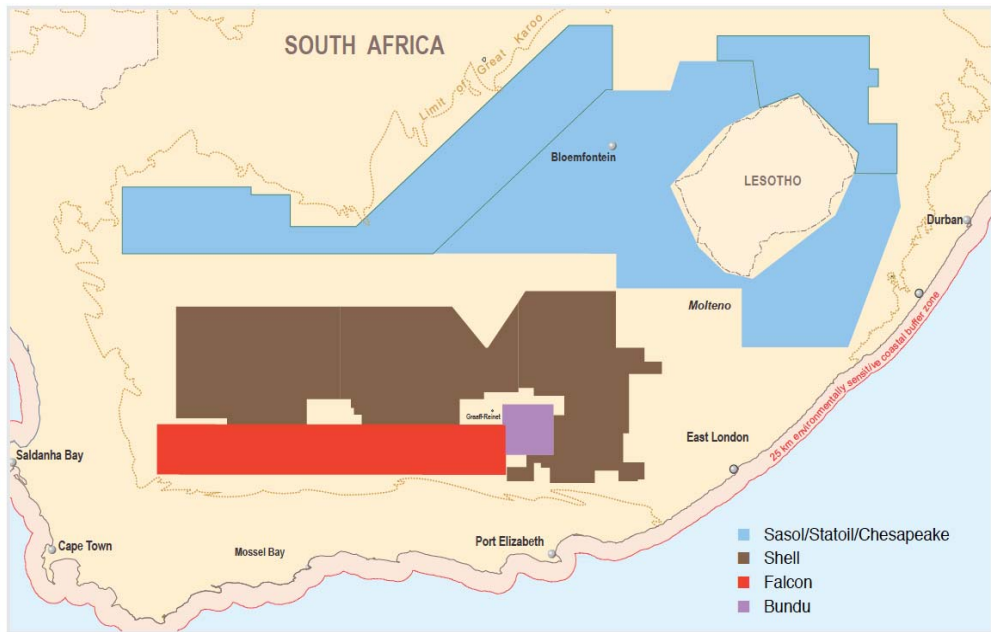 SOUTH AFRICA
Limit of Great Karoo
Bloemfontein
LESOTHO
Durban
Molteno
Graaff-Reinet
25 km environmentally sensitive coastal buffer zone
East London
Saldanha Bay
Cape Town
Mossel Bay
Port Elizabeth
Sasol/Statoil/Chesapeake
Shell
Falcon
Bundu